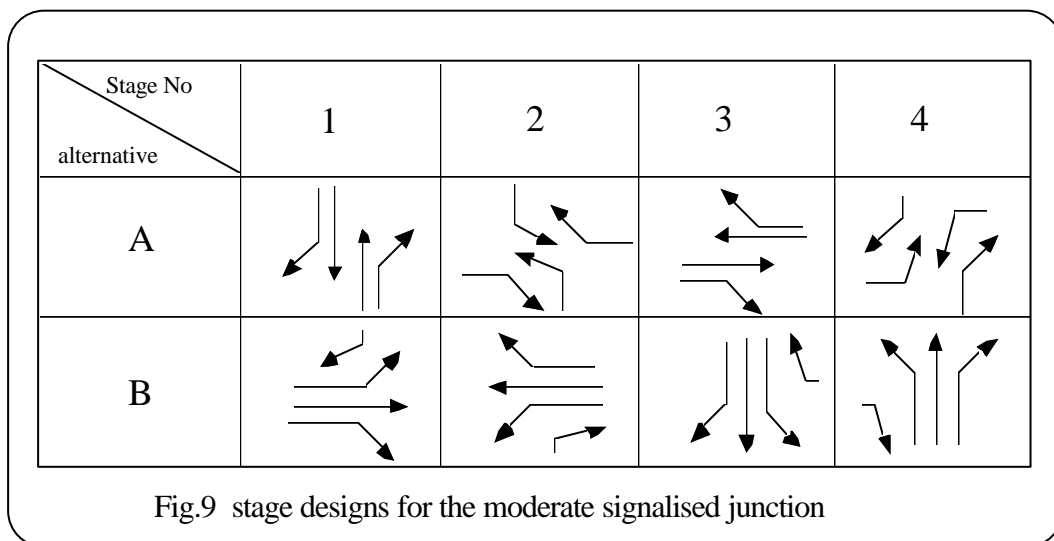 Stage No
alternative
1 2 3 4
A
B
Fig.9 stage designs for the moderate signalised junction